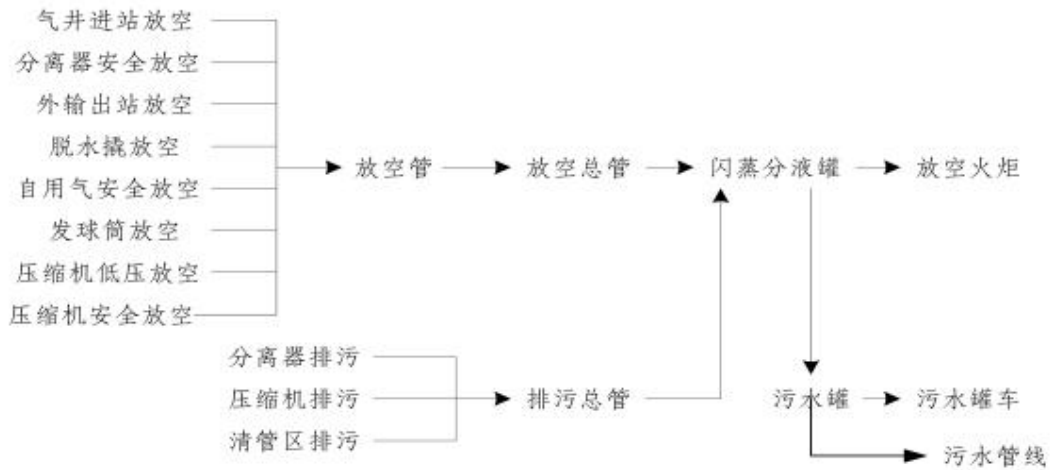 气井进站放空
分离器安全放空
外输出站放空
脱水撬放空
自用气安全放空
发球筒放空
压缩机低压放空
压缩机安全放空
放空管
放空总管
闪蒸分液罐
放空火炬
分离器排污
压缩机排污
清管区排污
排污总管
污水罐
污水罐车
污水管线